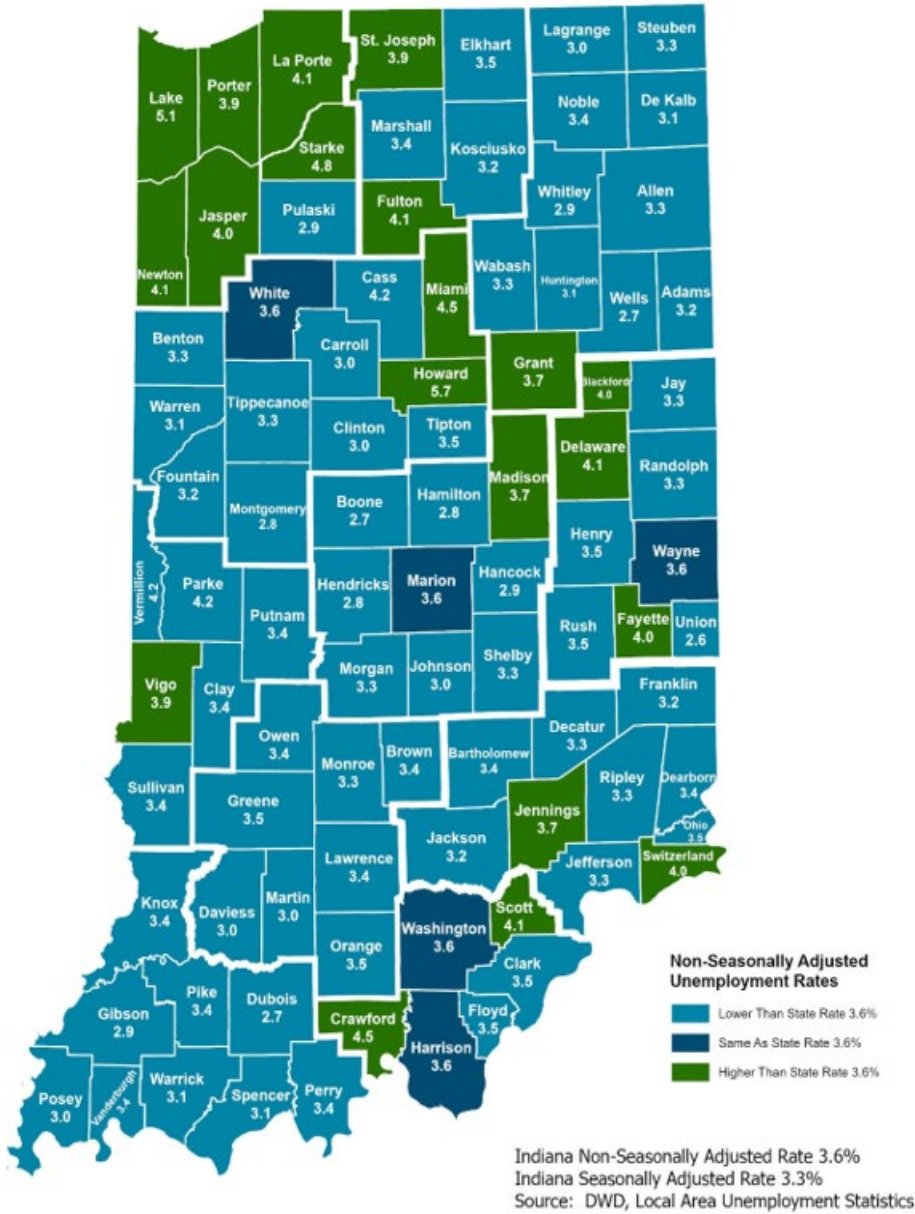 Lake
5.1
Porter
3.9
La Porte
4.1
St. Joseph
3.9
Elkhart
3.5
Lagrange
3.0
Steuben
3.3
Noble
3.4
De Kalb
3.1
Marshall
3.4
Kosciusko
3.2
Starke
4.8
Whitley
2.9
Allen
3.3
Newton
4.1
Jasper
4.0
Pulaski
2.9
Fulton
4.1
Wabash
3.3
Huntington
3.1
Wells
2.7
Adams
3.2
White
3.6
Cass
4.2
Miami
4.5
Benton
3.3
Carroll
3.0
Howard
5.7
Grant
3.7
Blackford
4.0
Jay
3.3
Warren
3.1
Tippecanoe
3.3
Clinton
3.0
Tipton
3.5
Madison
3.7
Delaware
4.1
Randolph
3.3
Fountain
3.2
Montgomery
2.8
Boone
2.7
Hamilton
2.8
Henry
3.5
Wayne
3.6
Vermillion
4.2
Parke
4.2
Putnam
3.4
Hendricks
2.8
Marion
3.6
Hancock
2.9
Rush
3.5
Fayette
4.0
Union
2.6
Vigo
3.9
Clay
3.4
Morgan
3.3
Johnson
3.0
Shelby
3.3
Franklin
3.2
Owen
3.4
Monroe
3.3
Brown
3.4
Bartholomew
3.4
Decatur
3.3
Ripley
3.3
Dearborn
3.4
Sullivan
3.4
Greene
3.5
Jennings
3.7
Ohio
3.5
Jackson
3.2
Jefferson
3.3
Switzerland
4.0
Knox
3.4
Daviess
3.0
Martin
3.0
Lawrence
3.4
Orange
3.5
Washington
3.6
Scott
4.1
Clark
3.5
Gibson
2.9
Pike
3.4
Dubois
2.7
Crawford
4.5
Harrison
3.6
Floyd
3.5
Posey
3.0
Vanderburgh
3.4
Warrick
3.1
Spencer
3.1
Perry
3.4
Non-Seasonally Adjusted
Unemployment Rates
Lower Than State Rate 3.6%
Same As State Rate 3.6%
Higher Than State Rate 3.6%
Indiana Non-Seasonally Adjusted Rate 3.6%
Indiana Seasonally Adjusted Rate 3.3%
Source: DWD, Local Area Unemployment Statistics